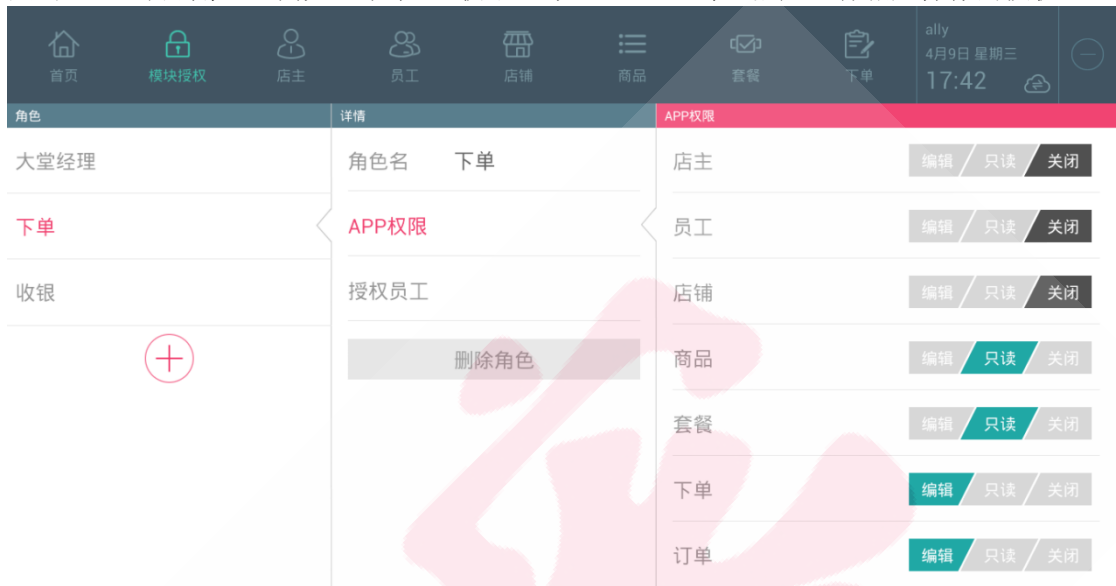 首页
模块授权
店主
员工
店铺
商品
套餐
下单
ally
4月9日 星期三
17:42
角色
详情
APP权限
大堂经理
下单
收银
角色名 下单
APP权限
授权员工
删除角色
店主 编辑 只读 关闭
员工 编辑 只读 关闭
店铺 编辑 只读 关闭
商品 编辑 只读 关闭
套餐 编辑 只读 关闭
下单 编辑 只读 关闭
订单 编辑 只读 关闭